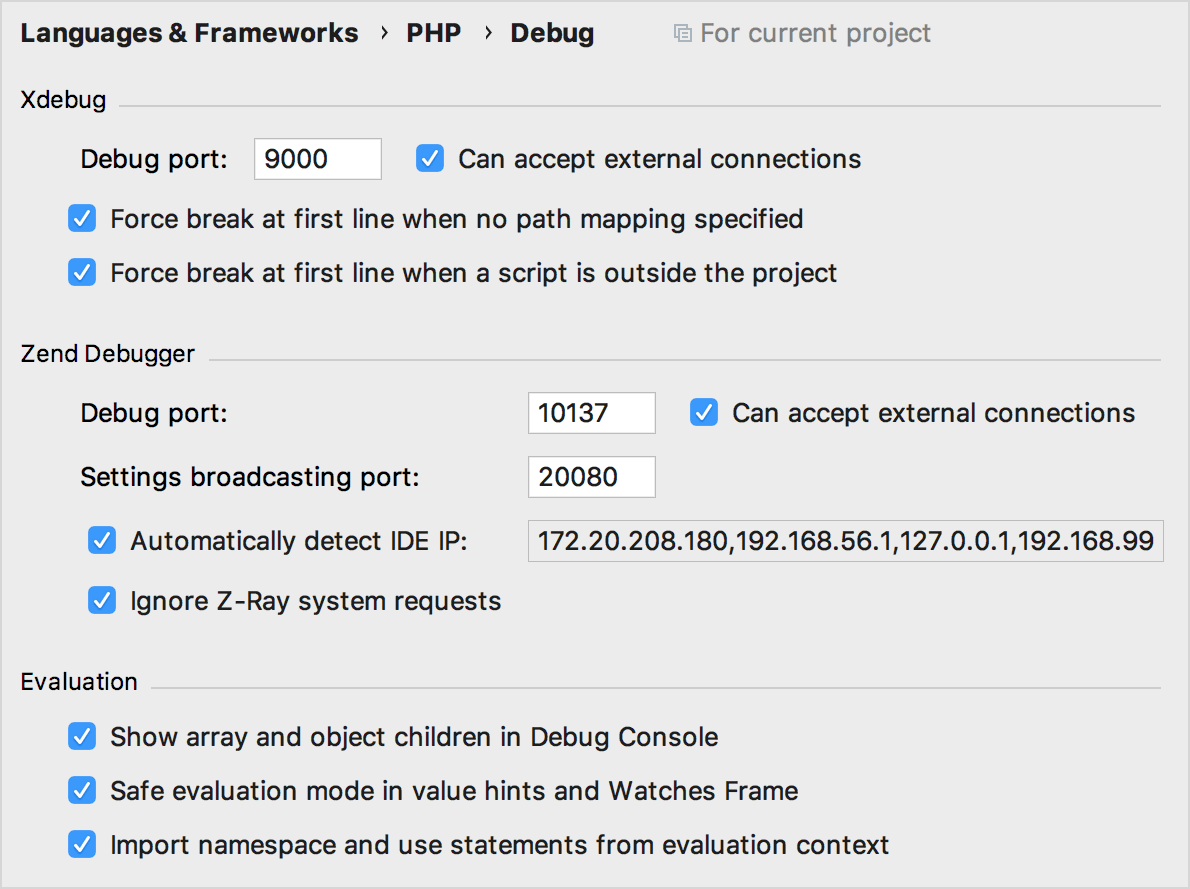 Languages & Frameworks › PHP › Debug For current project
Xdebug
Debug port: 9000 Can accept external connections
Force break at first line when no path mapping specified
Force break at first line when a script is outside the project
Zend Debugger
Debug port: 10137 Can accept external connections
Settings broadcasting port: 20080
Automatically detect IDE IP: 172.20.208.180,192.168.56.1,127.0.0.1,192.168.99
Ignore Z-Ray system requests
Evaluation
Show array and object children in Debug Console
Safe evaluation mode in value hints and Watches Frame
Import namespace and use statements from evaluation context